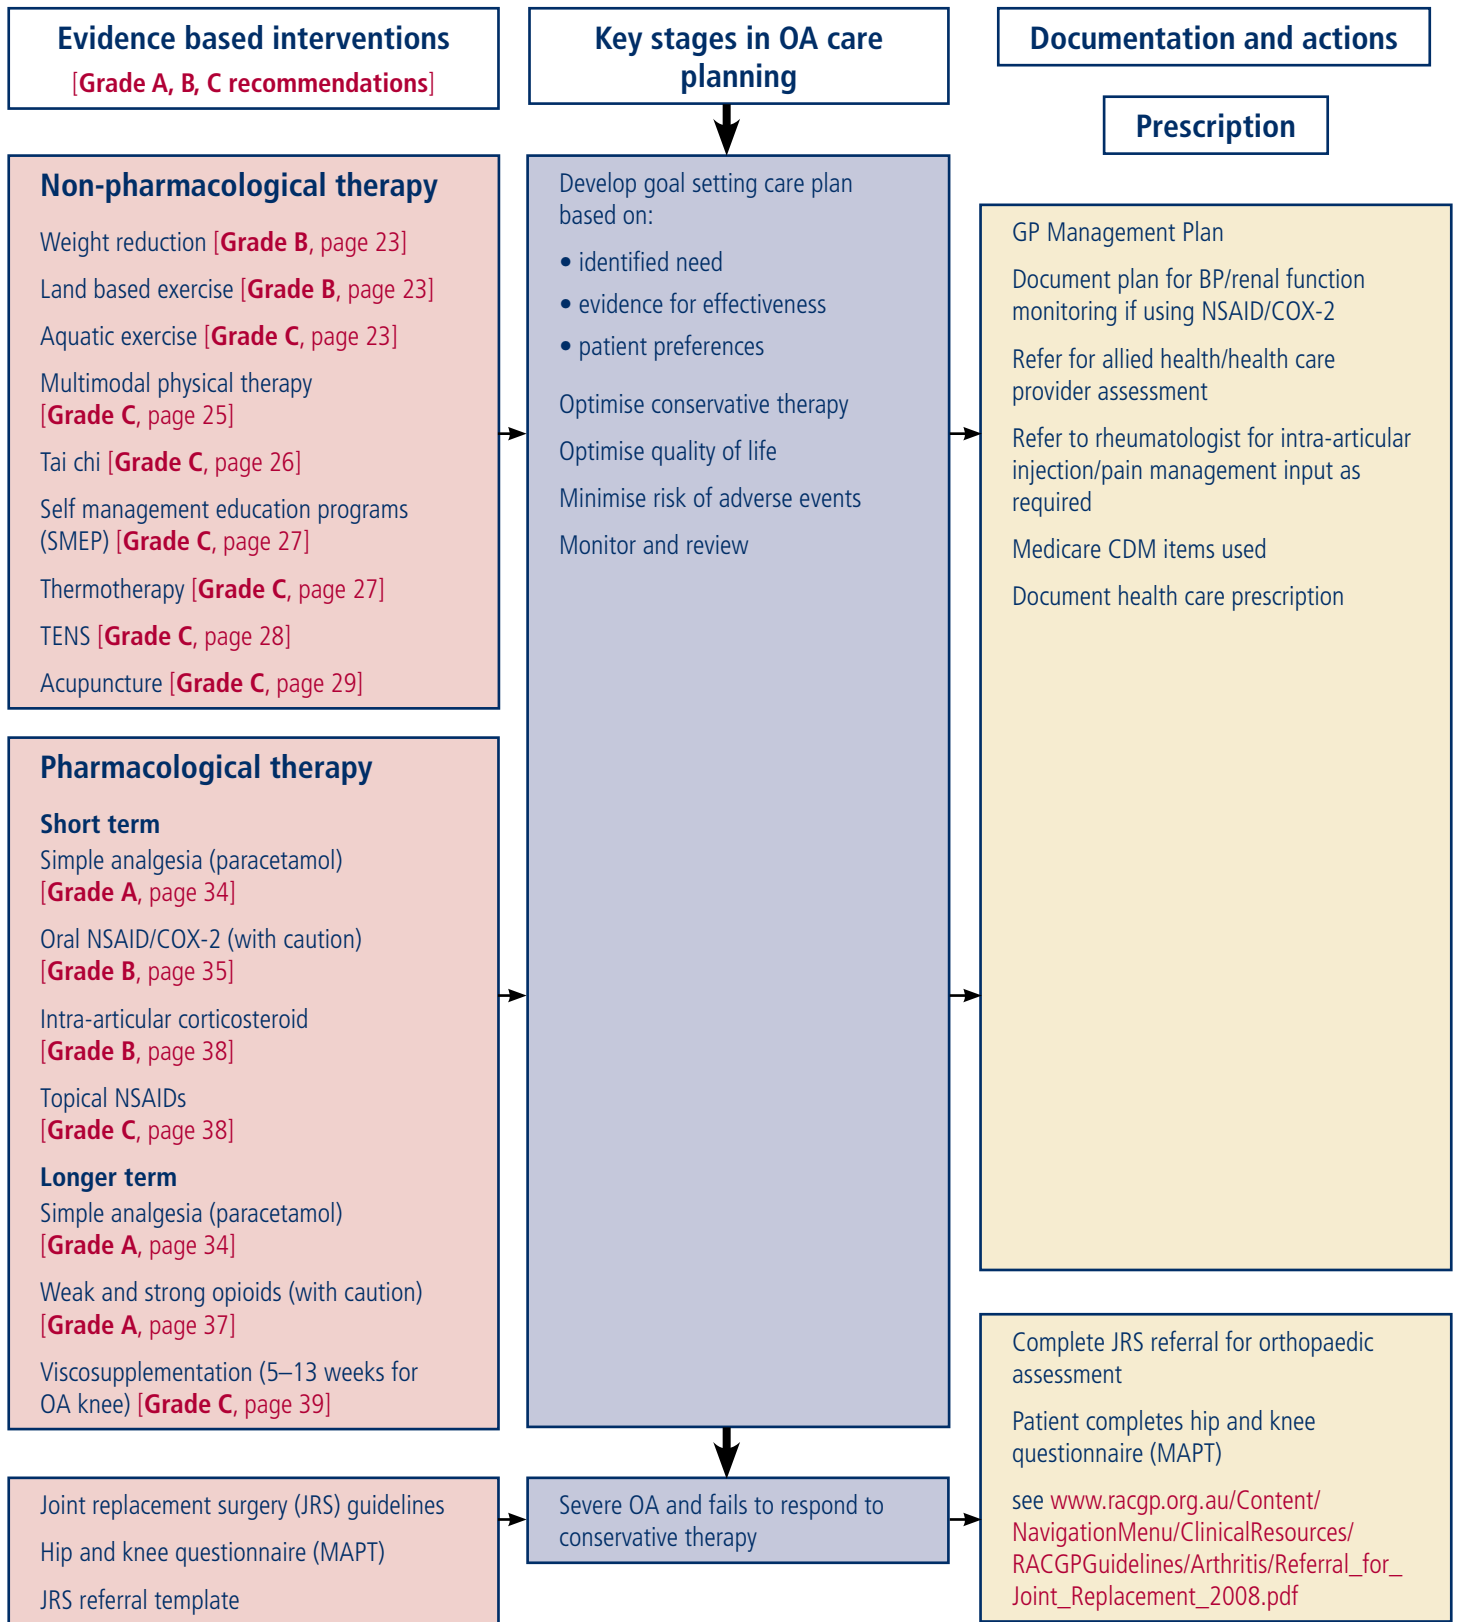 Evidence based interventions
[Grade A, B, C recommendations]
Key stages in OA care
planning
Documentation and actions
Prescription
Non-pharmacological therapy
Weight reduction [Grade B, page 23]
Land based exercise [Grade B, page 23]
Aquatic exercise [Grade C, page 23]
Multimodal physical therapy
[Grade C, page 25]
Tai chi [Grade C, page 26]
Self management education programs
(SMEP) [Grade C, page 27]
Thermotherapy [Grade C, page 27]
TENS [Grade C, page 28]
Acupuncture [Grade C, page 29]
Pharmacological therapy
Short term
Simple analgesia (paracetamol)
[Grade A, page 34]
Oral NSAID/COX-2 (with caution)
[Grade B, page 35]
Intra-articular corticosteroid
[Grade B, page 38]
Topical NSAIDs
[Grade C, page 38]
Longer term
Simple analgesia (paracetamol)
[Grade A, page 34]
Weak and strong opioids (with caution)
[Grade A, page 37]
Viscosupplementation (5–13 weeks for
OA knee) [Grade C, page 39]
Joint replacement surgery (JRS) guidelines
Hip and knee questionnaire (MAPT)
JRS referral template
Develop goal setting care plan
based on:
• identified need
• evidence for effectiveness
• patient preferences
Optimise conservative therapy
Optimise quality of life
Minimise risk of adverse events
Monitor and review
Severe OA and fails to respond to
conservative therapy
GP Management Plan
Document plan for BP/renal function
monitoring if using NSAID/COX-2
Refer for allied health/health care
provider assessment
Refer to rheumatologist for intra-articular
injection/pain management input as
required
Medicare CDM items used
Document health care prescription
Complete JRS referral for orthopaedic
assessment
Patient completes hip and knee
questionnaire (MAPT)
see www.racgp.org.au/Content/
NavigationMenu/ClinicalResources/
RACGPGuidelines/Arthritis/Referral_for_
Joint_Replacement_2008.pdf